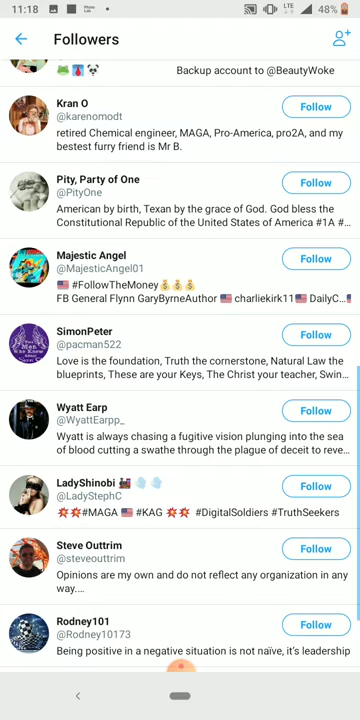 11:18
Photo
Lab
LTE
48%
Followers
Backup account to @BeautyWoke
Kran O
@karenomodt
Follow
retired Chemical engineer, MAGA, Pro-America, pro2A, and my
bestest furry friend is Mr B.
Pity, Party of One
@PityOne
Follow
American by birth, Texan by the grace of God. God bless the
Constitutional Republic of the United States of America #1A #...
Majestic Angel
@MajesticAngel01
Follow
🇺🇸 #FollowTheMoney💰💰💰
FB General Flynn GaryByrneAuthor 🇺🇸 charliekirk11🇺🇸 DailyC...
SimonPeter
@pacman522
Follow
Love is the foundation, Truth the cornerstone, Natural Law the
blueprints, These are your Keys, The Christ your teacher, Swin...
Wyatt Earp
@WyattEarpp_
Follow
Wyatt is always chasing a fugitive vision plunging into the sea
of blood cutting a swathe through the plague of deceit to reve...
LadyShinobi 🚂 💨 💨
@LadyStephC
Follow
💥💥#MAGA 🇺🇸 #KAG 💥💥 #DigitalSoldiers #TruthSeekers
Steve Outtrim
@steveouttrim
Follow
Opinions are my own and do not reflect any organization in any
way....
Rodney101
@Rodney10173
Follow
Being positive in a negative situation is not naïve, it's leadership